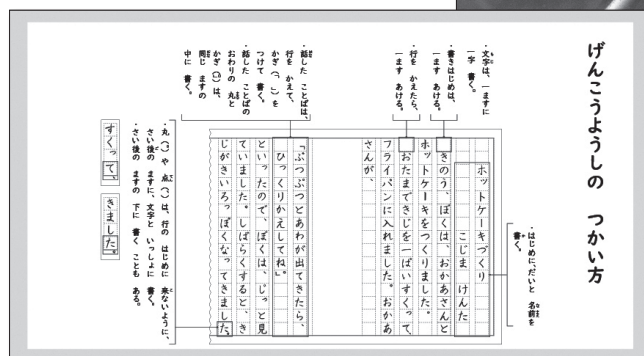 げんこうようしの つかい方
・はじめに、だいと 名前を
書く。
・文字は、一ますに
一字 書く。
・書きはじめは、
一ます あける。
・行を かえたら、
一ます あける。
ホットケーキづくり
こじま けんた
きのう、ぼくは、おかあさんと
ホットケーキをつくりました。
おたまできじを一ぱいすくって、
フライパンに入れました。おかあ
さんが、
・話した ことばは、
行を かえて、
かぎ(「」)を
つけて 書く。
・話した ことばの
おわりの 丸と
かぎ(。」)は、
同じ ますの
中に 書く。
「ぷつぷつとあわが出てきたら、
ひっくりかえしてね。」
といったので、ぼくは、じっと見
ていました。しばらくすると、き
じがきいろっぽくなってきました。
・丸(。)や 点(、)は、行の はじめに 来ないように、
さい後の ますに、文字と いっしょに 書く。
さい後の ますの 下に 書く ことも ある。
きました。
すくって、